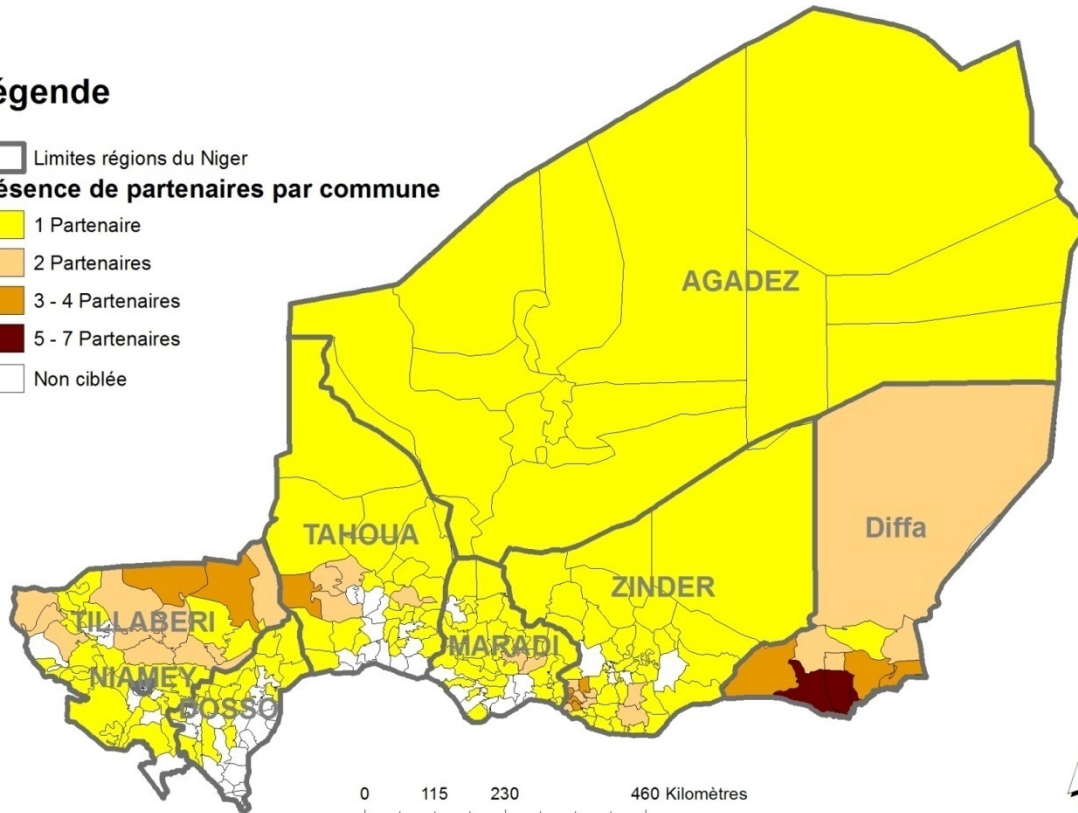 égende
Limites régions du Niger
ésence de partenaires par commune
1 Partenaire
2 Partenaires
3 - 4 Partenaires
5 - 7 Partenaires
Non ciblée
AGADEZ
TAHOUA
Diffa
ZINDER
TILLABERI
MARADI
NIAMEY
DOSSO
0 115 230 460 Kilomètres